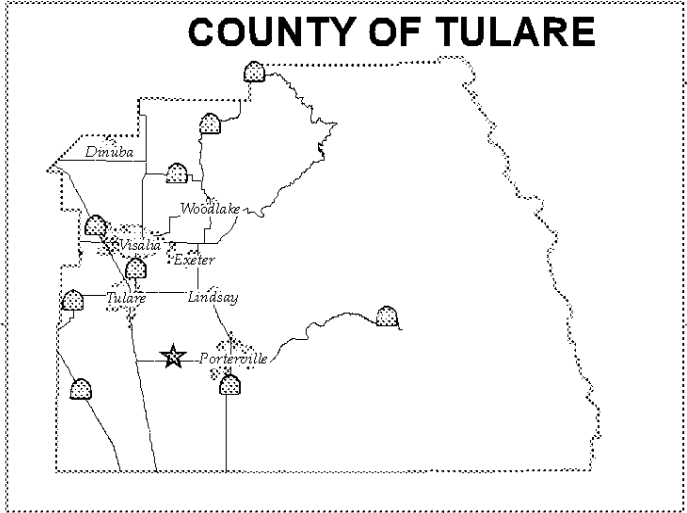 COUNTY OF TULARE
Dinuba
Woodlake
Visalia
Exeter
Tulare
Lindsay
Porterville